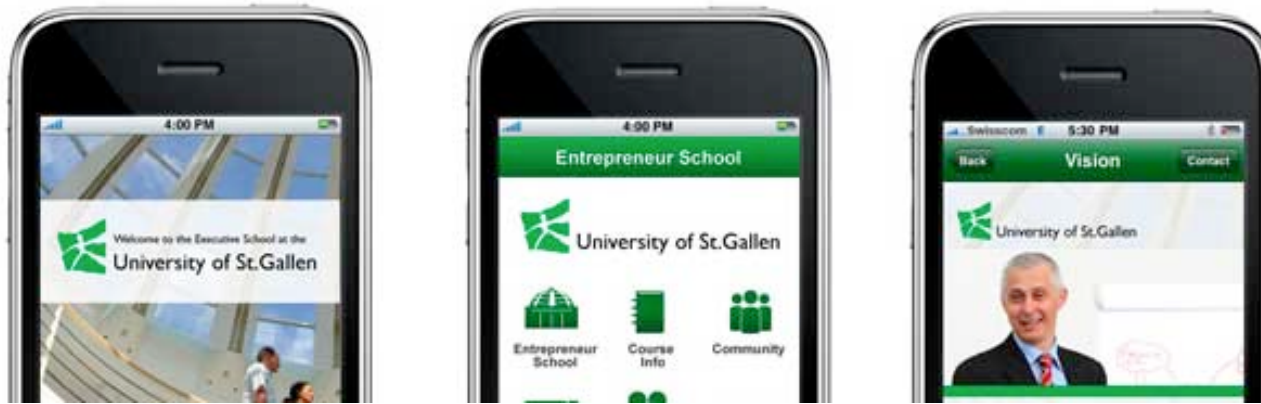 4:00 PM
Welcome to the Executive School at the
University of St.Gallen
4:00 PM
Entrepreneur School
University of St.Gallen
Entrepreneur
School
Course
Info
Community
Swisscom 5:30 PM
Back Vision Contact
University of St.Gallen